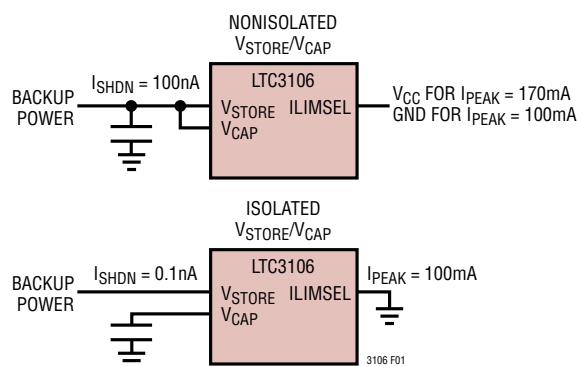 NONISOLATED
VSTORE/VCAP
BACKUP
POWER
ISHDN = 100nA
LTC3106
VSTORE ILIMSEL
VCAP
VCC FOR IPEAK = 170mA
GND FOR IPEAK = 100mA
ISOLATED
VSTORE/VCAP
BACKUP
POWER
ISHDN = 0.1nA
LTC3106
VSTORE ILIMSEL
VCAP
IPEAK = 100mA
3106 F01